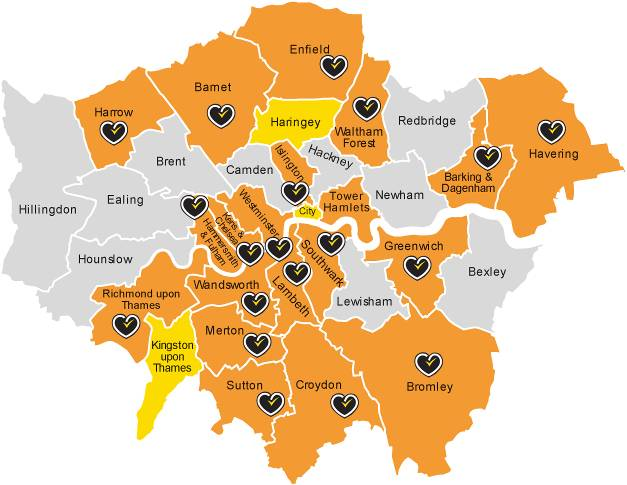 Enfield
Barnet
Harrow
Haringey
Waltham
Forest
Redbridge
Havering
Brent
Camden
Islington
Hackney
Barking &
Dagenham
Hillingdon
Ealing
Westminster
City
Tower
Hamlets
Newham
Kens. &
Chelsea
Hammersmith
& Fulham
Hounslow
Southwark
Greenwich
Bexley
Richmond upon
Thames
Wandsworth
Lambeth
Lewisham
Merton
Kingston
upon
Thames
Sutton
Croydon
Bromley